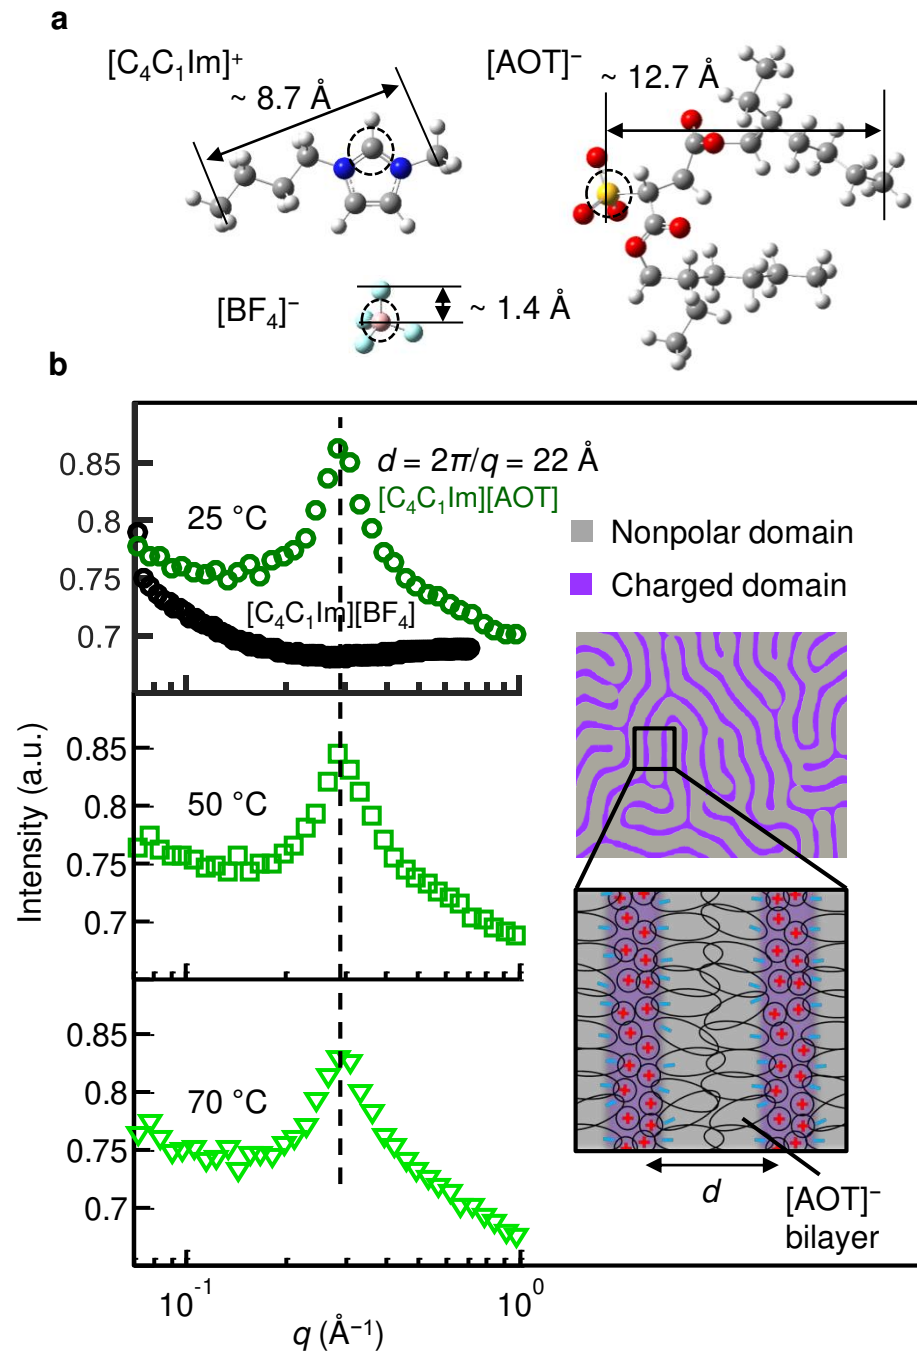 a
[C₄C₁Im]⁺
~ 8.7 Å
[AOT]⁻
~ 12.7 Å
[BF₄]⁻
~ 1.4 Å
b
Intensity (a.u.)
0.85
0.8
0.75
0.7
25 °C
d = 2π/q = 22 Å
[C₄C₁Im][AOT]
[C₄C₁Im][BF₄]
0.85
0.8
0.75
0.7
50 °C
0.85
0.8
0.75
0.7
70 °C
10⁻¹
10⁰
q (Å⁻¹)
Nonpolar domain
Charged domain
d
[AOT]⁻
bilayer